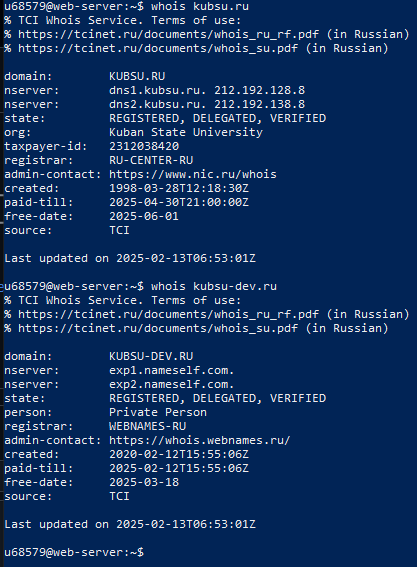 u68579@web-server:~$ whois kubsu.ru
% TCI Whois Service. Terms of use:
% https://tcinet.ru/documents/whois_ru_rf.pdf (in Russian)
% https://tcinet.ru/documents/whois_su.pdf (in Russian)

domain:        KUBSU.RU
nserver:       dns1.kubsu.ru. 212.192.128.8
nserver:       dns2.kubsu.ru. 212.192.138.8
state:         REGISTERED, DELEGATED, VERIFIED
org:           Kuban State University
taxpayer-id:   2312038420
registrar:     RU-CENTER-RU
admin-contact: https://www.nic.ru/whois
created:       1998-03-28T12:18:30Z
paid-till:     2025-04-30T21:00:00Z
free-date:     2025-06-01
source:        TCI

Last updated on 2025-02-13T06:53:01Z

u68579@web-server:~$ whois kubsu-dev.ru
% TCI Whois Service. Terms of use:
% https://tcinet.ru/documents/whois_ru_rf.pdf (in Russian)
% https://tcinet.ru/documents/whois_su.pdf (in Russian)

domain:        KUBSU-DEV.RU
nserver:       exp1.nameself.com.
nserver:       exp2.nameself.com.
state:         REGISTERED, DELEGATED, VERIFIED
person:        Private Person
registrar:     WEBNAMES-RU
admin-contact: https://whois.webnames.ru/
created:       2020-02-12T15:55:06Z
paid-till:     2025-02-12T15:55:06Z
free-date:     2025-03-18
source:        TCI

Last updated on 2025-02-13T06:53:01Z

u68579@web-server:~$